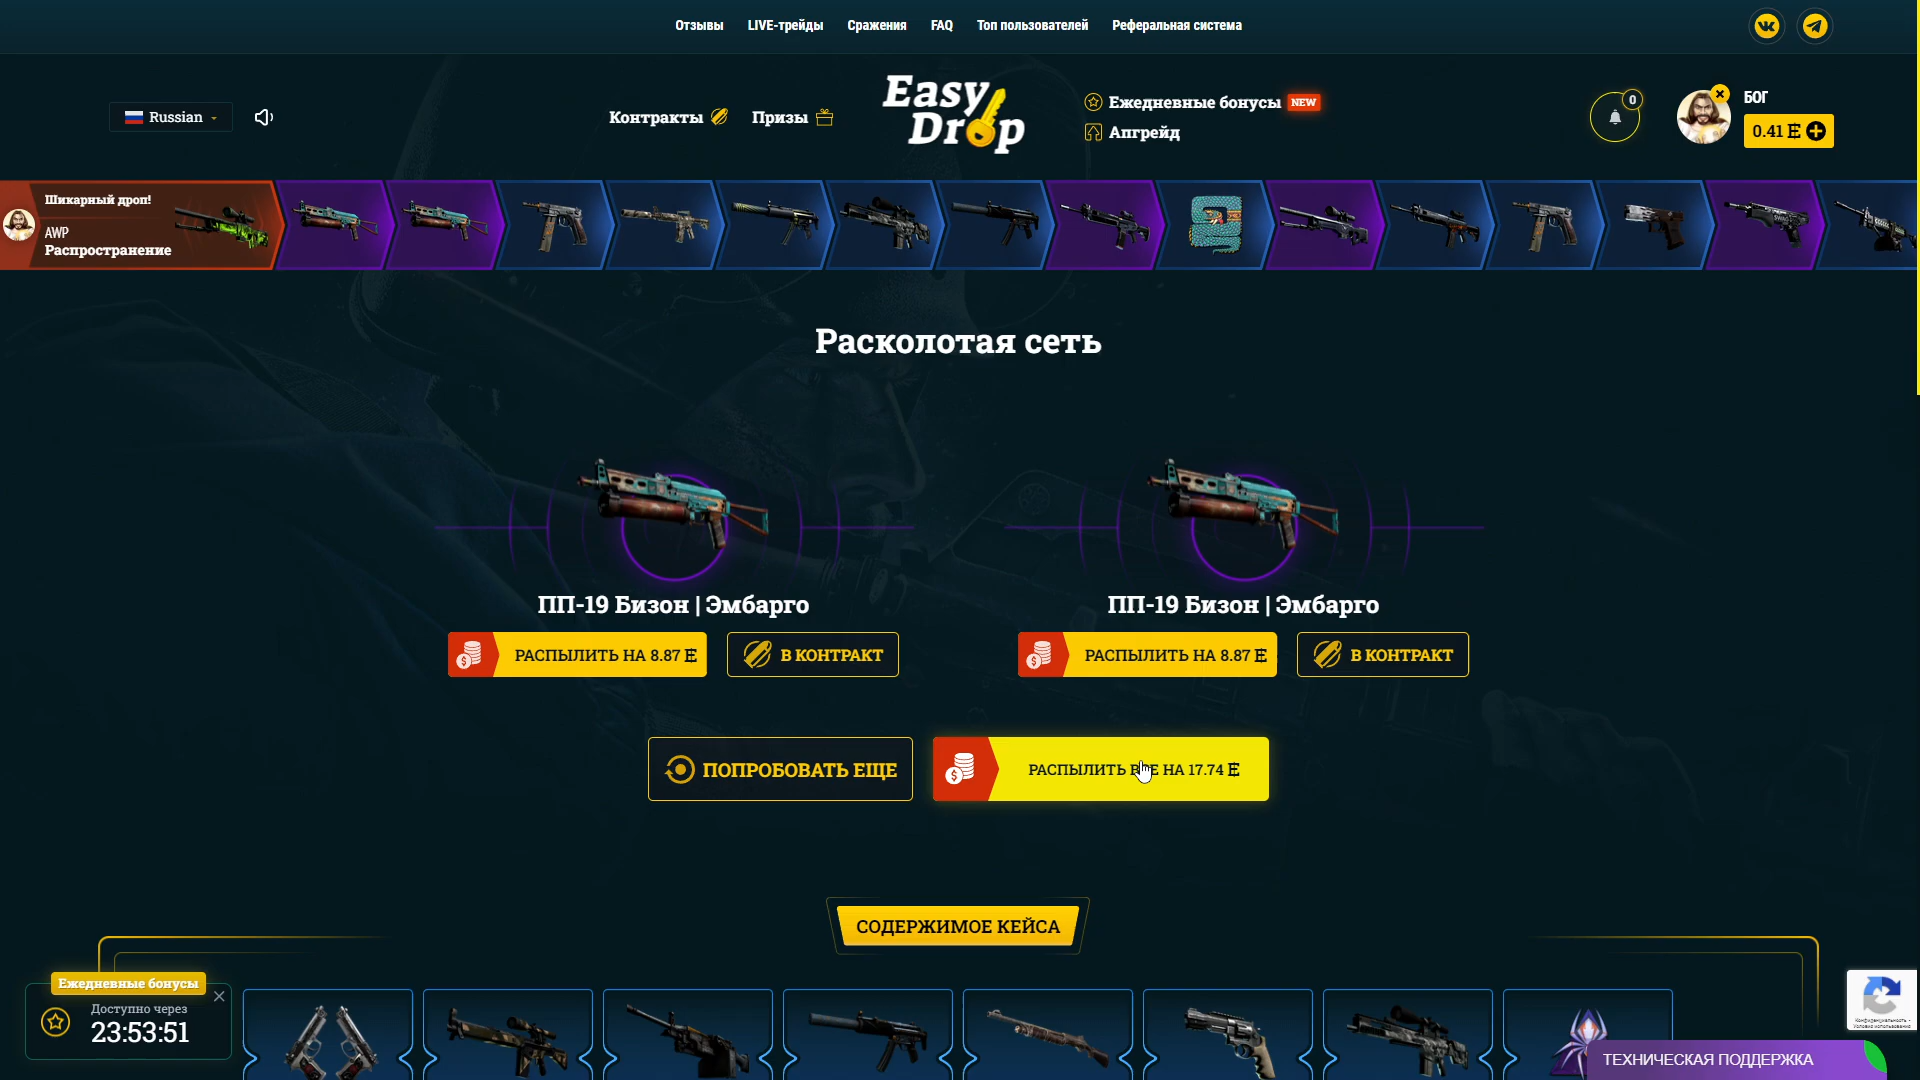 Отзывы LIVE-трейды Сражения FAQ Топ пользователей Реферальная система
Russian
Контракты Призы
Easy Drop
Ежедневные бонусы NEW
Апгрейд
0
БОГ
0.41
Шикарный дроп!
AWP
Распространение
Расколотая сеть
ПП-19 Бизон | Эмбарго
РАСПЫЛИТЬ НА 8.87
В КОНТРАКТ
ПП-19 Бизон | Эмбарго
РАСПЫЛИТЬ НА 8.87
В КОНТРАКТ
ПОПРОБОВАТЬ ЕЩЕ
РАСПЫЛИТЬ ВСЕ НА 17.74
СОДЕРЖИМОЕ КЕЙСА
Ежедневные бонусы
Доступно через
23:53:51
ТЕХНИЧЕСКАЯ ПОДДЕРЖКА